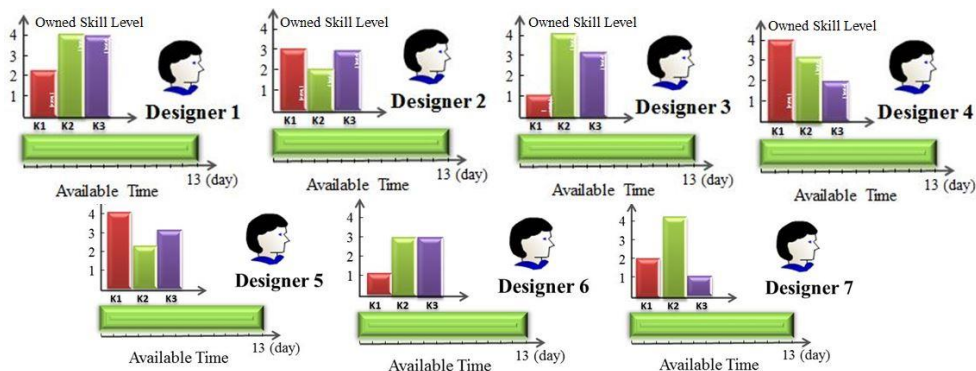 Owned Skill Level
4
3
2
1
K1 K2 K3
Designer 1
13 (day)
Available Time
Owned Skill Level
4
3
2
1
K1 K2 K3
Designer 2
13 (day)
Available Time
Owned Skill Level
4
3
2
1
K1 K2 K3
Designer 3
13 (day)
Available Time
Owned Skill Level
4
3
2
1
K1 K2 K3
Designer 4
13 (day)
Available Time
4
3
2
1
K1 K2 K3
Designer 5
13 (day)
Available Time
4
3
2
1
K1 K2 K3
Designer 6
13 (day)
Available Time
4
3
2
1
K1 K2 K3
Designer 7
13 (day)
Available Time